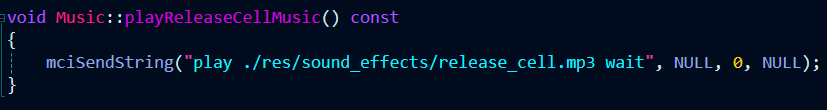 void Music::playReleaseCellMusic() const
{
    mciSendString("play ./res/sound_effects/release_cell.mp3 wait", NULL, 0, NULL);
}